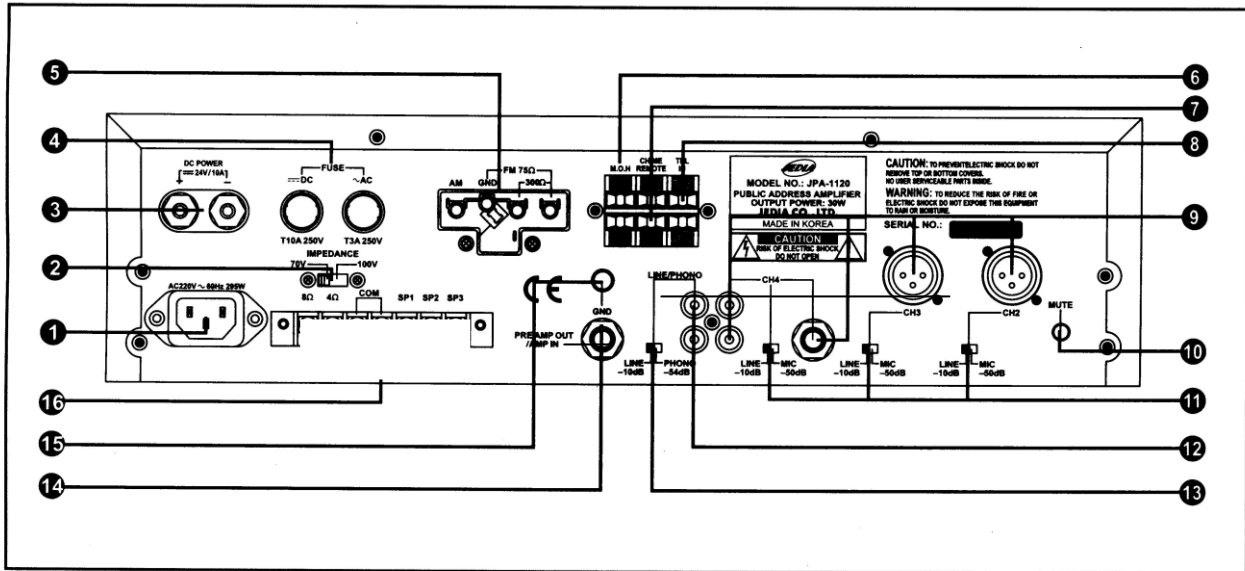 5
6
7
4
8
3
9
2
1
10
16
11
15
12
14
13
DC POWER
24V/10A
+ −
FUSE
DC
~AC
T10A 250V
T3A 250V
IMPEDANCE
70V
100V
AC220V ~ 60Hz 295W
8Ω
4Ω
COM
SP1
SP2
SP3
AM
GND
FM 75Ω
300Ω
M.O.H
CHIME
REMOTE
TEL
IN
JEDIA
MODEL NO.: JPA-1120
PUBLIC ADDRESS AMPLIFIER
OUTPUT POWER: 30W
JEDIA CO., LTD.
MADE IN KOREA
CAUTION
RISK OF ELECTRIC SHOCK
DO NOT OPEN
CAUTION: TO PREVENTELECTRIC SHOCK DO NOT
REMOVE TOP OR BOTTOM COVERS.
NO USER SERVICEABLE PARTS INSIDE.
WARNING: TO REDUCE THE RISK OF FIRE OR
ELECTRIC SHOCK DO NOT EXPOSE THIS EQUIPMENT
TO RAIN OR MOISTURE.
SERIAL NO.:
CE
GND
PREAMP OUT
/AMP IN
LINE/PHONO
CH4
CH3
CH2
MUTE
LINE
−10dB
PHONO
−54dB
LINE
−10dB
MIC
−50dB
LINE
−10dB
MIC
−50dB
LINE
−10dB
MIC
−50dB